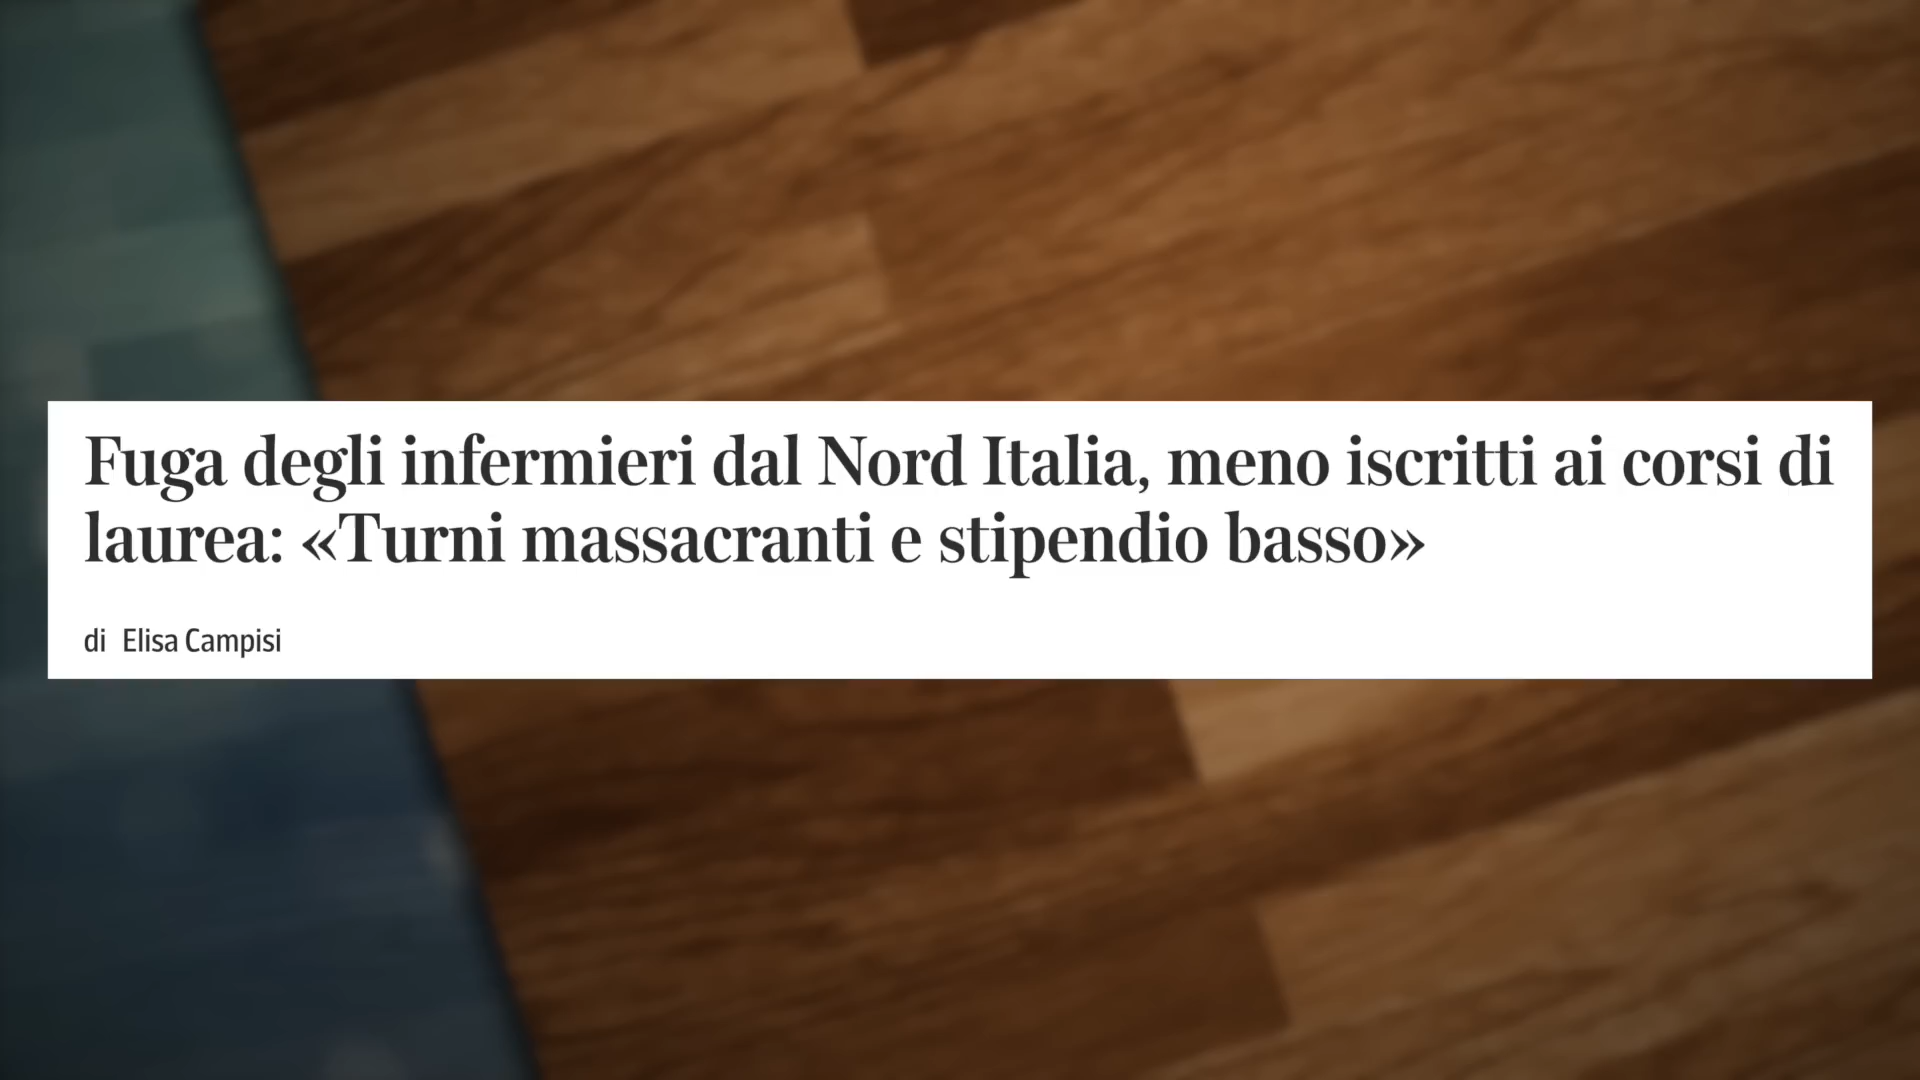 Fuga degli infermieri dal Nord Italia, meno iscritti ai corsi di
laurea: «Turni massacranti e stipendio basso»
di Elisa Campisi